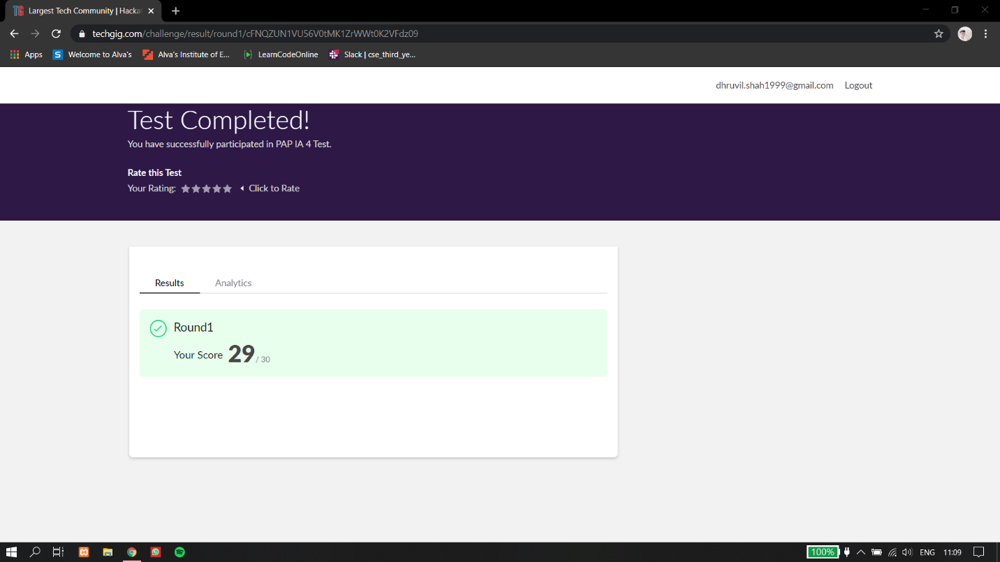 Largest Tech Community | Hacka
techgig.com/challenge/result/round1/cFNQZUN1VU56V0tMK1ZrWWt0K2VFdz09
Apps S Welcome to Alva's Alva's Institute of E... LearnCodeOnline Slack | cse_third_ye...
dhruvil.shah1999@gmail.com Logout
Test Completed!
You have successfully participated in PAP IA 4 Test.
Rate this Test
Your Rating: Click to Rate
Results Analytics
Round1
Your Score 29 / 30
100% ENG 11:09